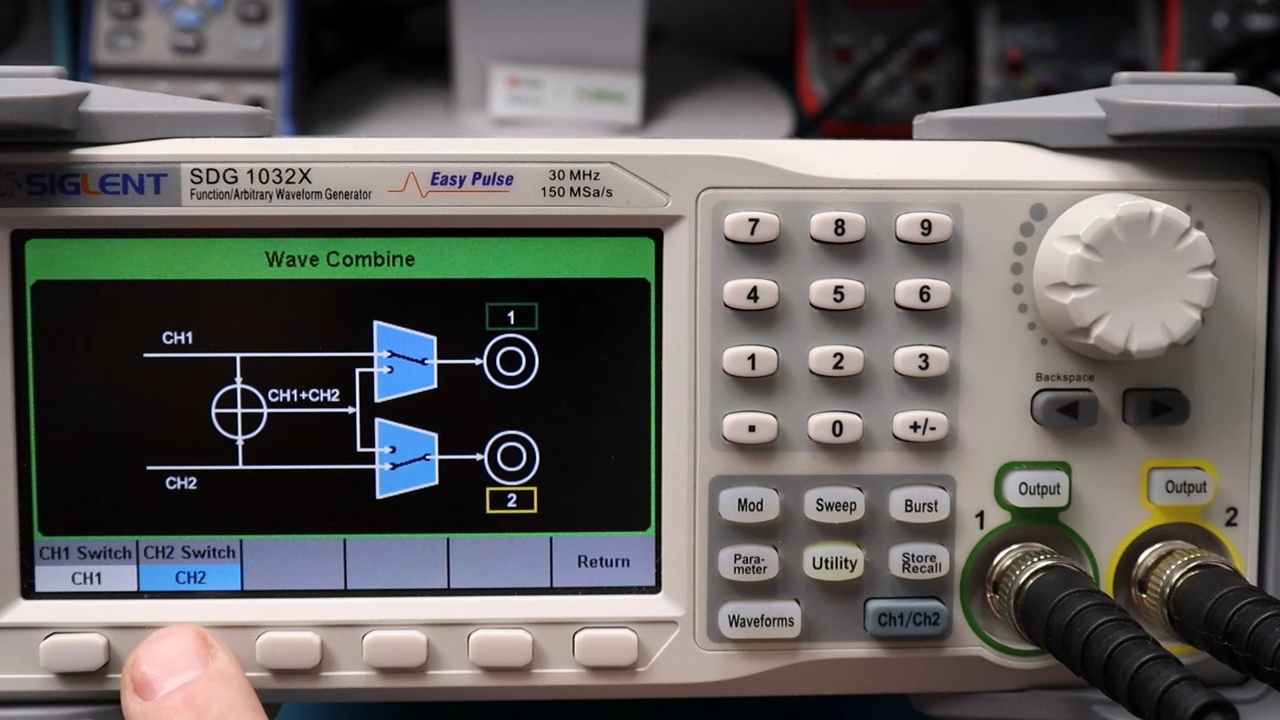 SIGLENT
SDG 1032X
Function/Arbitrary Waveform Generator
Easy Pulse
30 MHz
150 MSa/s
Wave Combine
CH1
CH1+CH2
CH2
1
2
CH1 Switch
CH1
CH2 Switch
CH2
Return
7 8 9
4 5 6
1 2 3
. 0 +/-
Backspace
Mod Sweep Burst
Para-
meter
Utility
Store
Recall
Waveforms
Ch1/Ch2
Output
1
Output
2